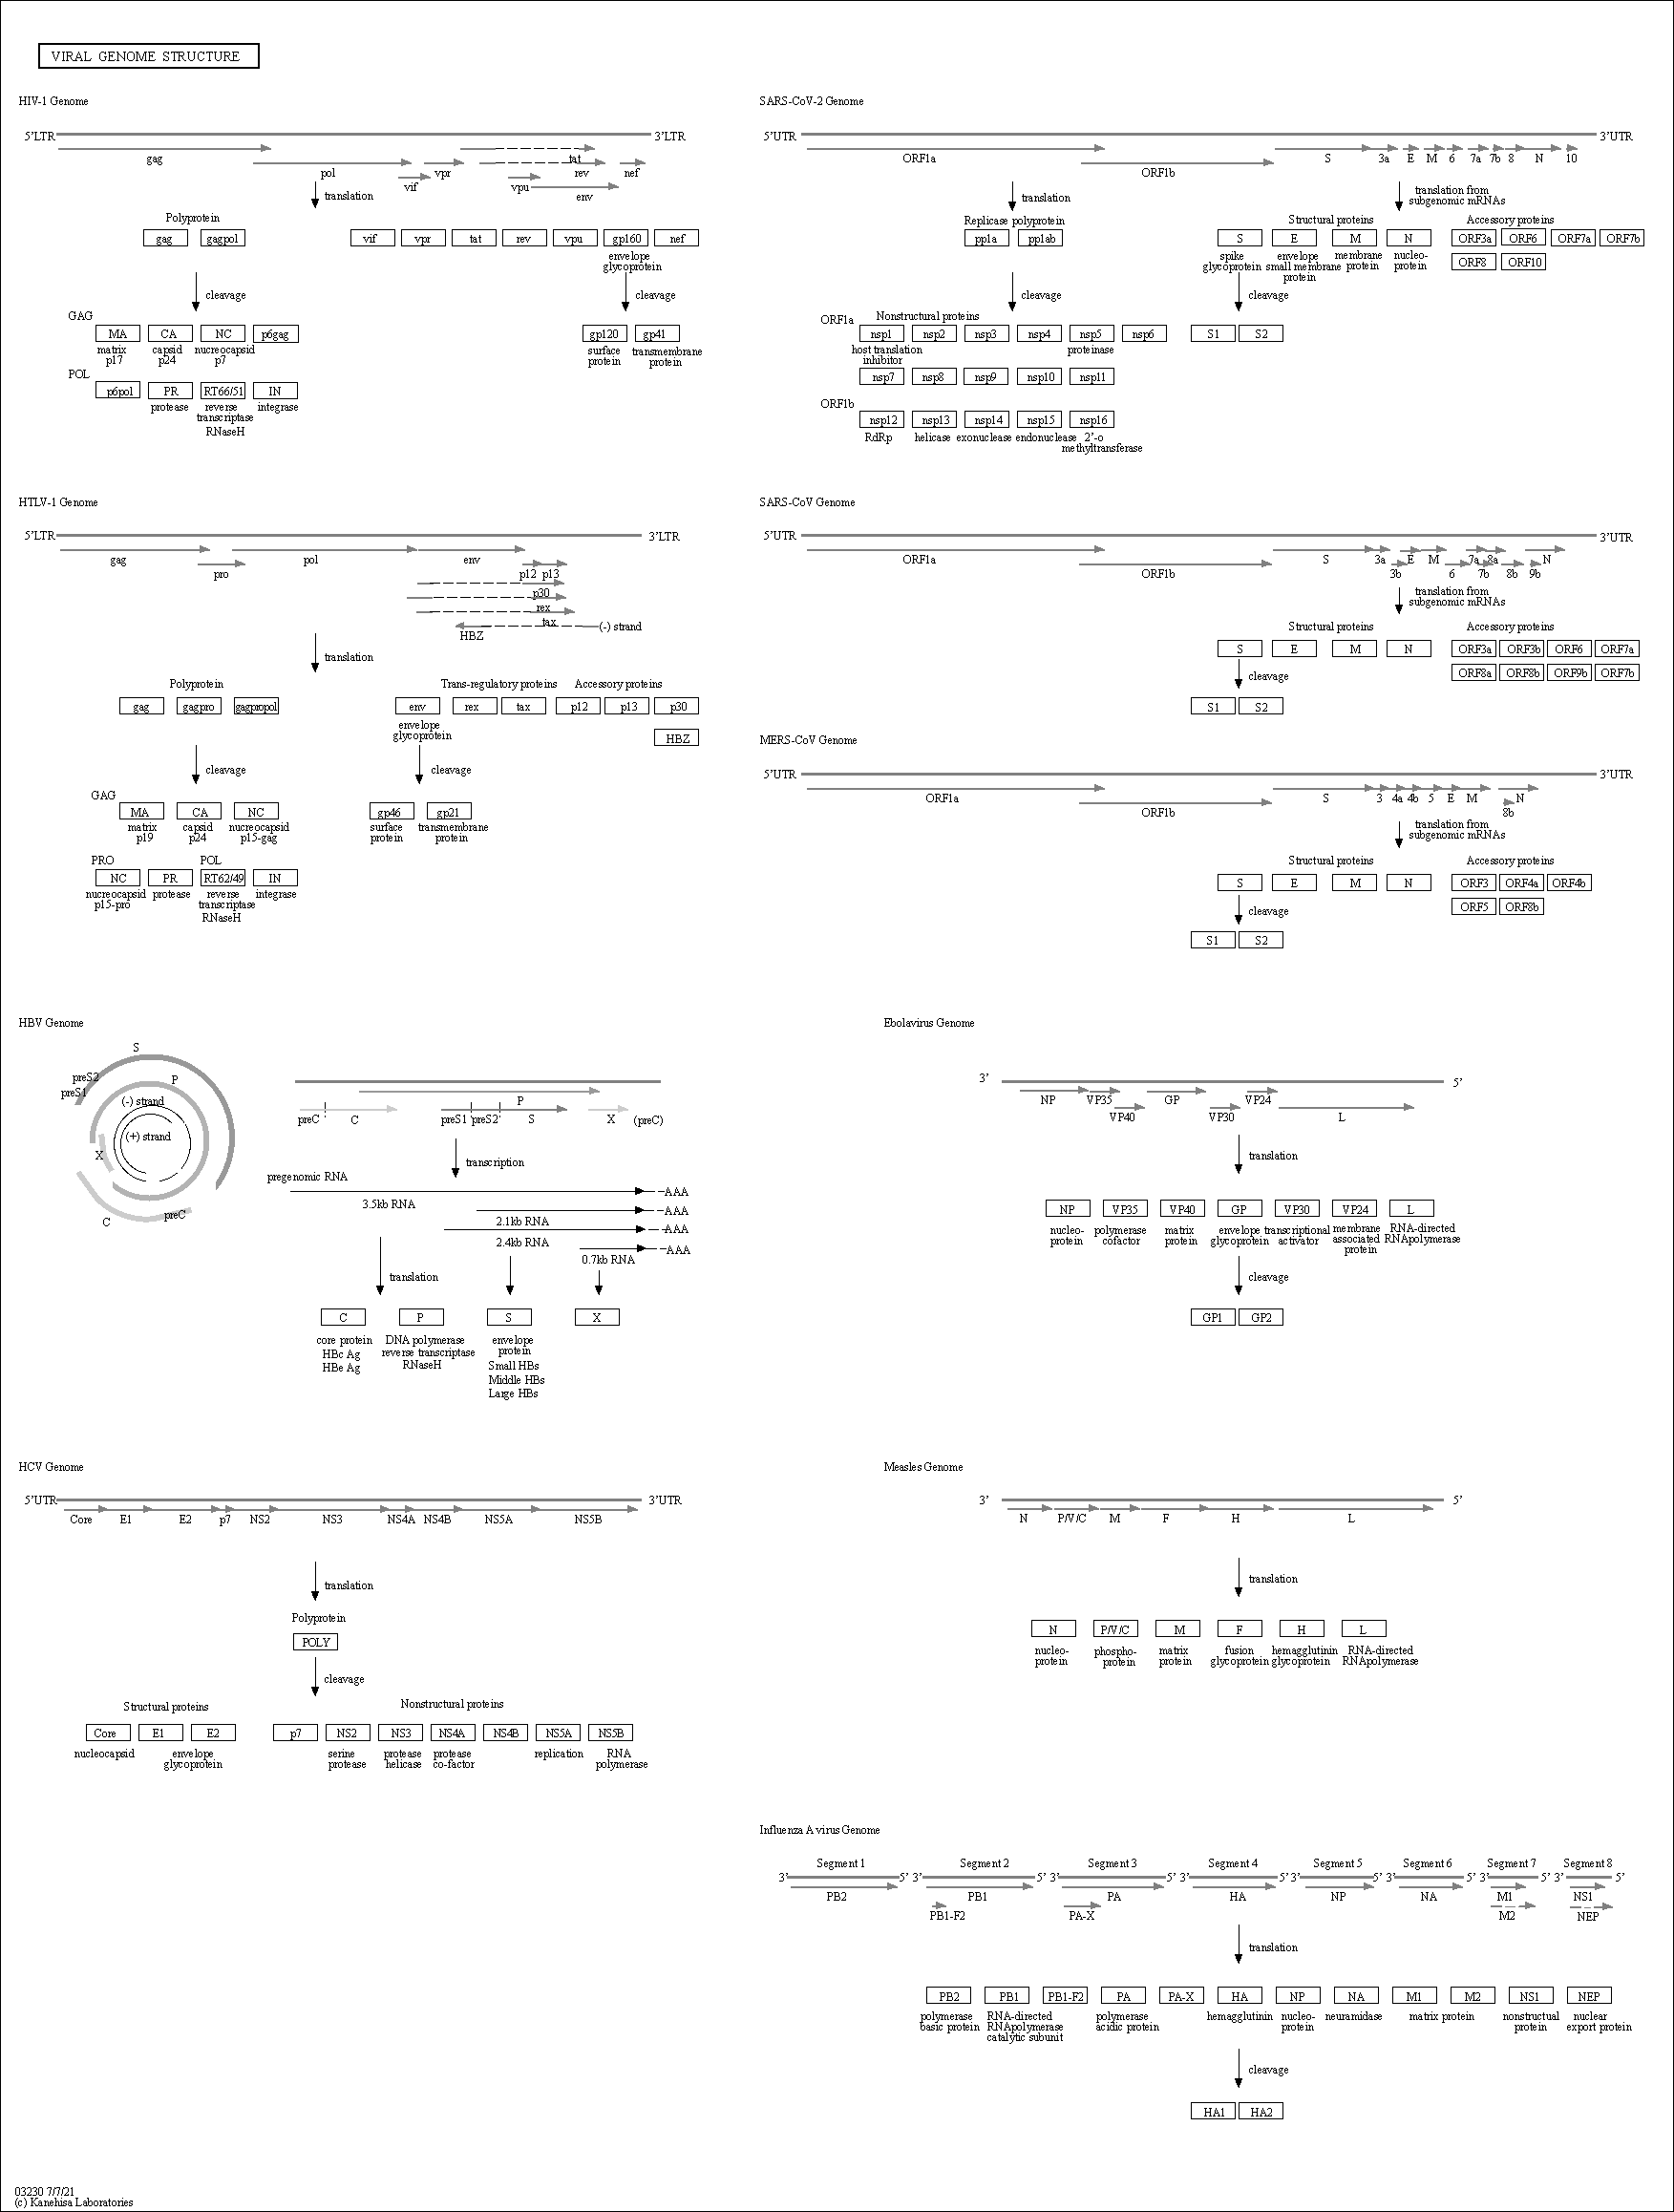 VIRAL GENOME STRUCTURE
HIV-1 Genome
5'LTR 3'LTR
gag
tat
pol vif vpr rev nef
vpu env
translation
Polyprotein
gag gagpol vif vpr tat rev vpu gp160 nef
envelope
glycoprotein
cleavage cleavage
GAG
MA CA NC p6gag gp120 gp41
matrix capsid nucreocapsid surface transmembrane
p17 p24 p7 protein protein
POL
p6pol PR RT66/51 IN
protease reverse integrase
transcriptase
RNaseH
SARS-CoV-2 Genome
5'UTR 3'UTR
ORF1a S 3a E M 6 7a 7b 8 N 10
ORF1b
translation translation from
subgenomic mRNAs
Replicase polyprotein Structural proteins Accessory proteins
pp1a pp1ab S E M N ORF3a ORF6 ORF7a ORF7b
spike envelope membrane nucleo-
glycoprotein small membrane protein protein
protein
ORF8 ORF10
cleavage cleavage
ORF1a Nonstructural proteins
nsp1 nsp2 nsp3 nsp4 nsp5 nsp6 S1 S2
host translation proteinase
inhibitor
nsp7 nsp8 nsp9 nsp10 nsp11
ORF1b
nsp12 nsp13 nsp14 nsp15 nsp16
RdRp helicase exonuclease endonuclease 2'-o
methyltransferase
HTLV-1 Genome
5'LTR 3'LTR
gag pol env
pro p12 p13
p30
rex
tax
HBZ (-) strand
translation
Polyprotein Trans-regulatory proteins Accessory proteins
gag gagpro gagpropol env rex tax p12 p13 p30
envelope
glycoprotein
HBZ
cleavage cleavage
GAG
MA CA NC gp46 gp21
matrix capsid nucreocapsid surface transmembrane
p19 p24 p15-gag protein protein
PRO POL
NC PR RT62/49 IN
nucreocapsid protease reverse integrase
p15-pro transcriptase
RNaseH
SARS-CoV Genome
5'UTR 3'UTR
ORF1a S 3a E M 7a 8a N
ORF1b 3b 6 7b 8b 9b
translation from
subgenomic mRNAs
Structural proteins Accessory proteins
S E M N ORF3a ORF3b ORF6 ORF7a
cleavage ORF8a ORF8b ORF9b ORF7b
S1 S2
MERS-CoV Genome
5'UTR 3'UTR
ORF1a S 3 4a 4b 5 E M N
ORF1b 8b
translation from
subgenomic mRNAs
Structural proteins Accessory proteins
S E M N ORF3 ORF4a ORF4b
cleavage ORF5 ORF8b
S1 S2
HBV Genome
S
preS2
preS1
P
(-) strand
(+) strand
X
C
preC
P
preC C preS1 preS2 S X (preC)
transcription
pregenomic RNA
3.5kb RNA -AAA
2.1kb RNA -AAA
2.4kb RNA -AAA
0.7kb RNA -AAA
translation
C P S X
core protein DNA polymerase envelope
HBc Ag reverse transcriptase protein
HBe Ag RNaseH Small HBs
Middle HBs
Large HBs
Ebolavirus Genome
3' 5'
NP VP35 GP VP24 L
VP40 VP30
translation
NP VP35 VP40 GP VP30 VP24 L
nucleo- polymerase matrix envelope transcriptional membrane RNA-directed
protein cofactor protein glycoprotein activator associated RNApolymerase
protein
cleavage
GP1 GP2
HCV Genome
5'UTR 3'UTR
Core E1 E2 p7 NS2 NS3 NS4A NS4B NS5A NS5B
translation
Polyprotein
POLY
cleavage
Structural proteins Nonstructural proteins
Core E1 E2 p7 NS2 NS3 NS4A NS4B NS5A NS5B
nucleocapsid envelope serine protease protease replication RNA
glycoprotein protease helicase co-factor polymerase
Measles Genome
3' 5'
N P/V/C M F H L
translation
N P/V/C M F H L
nucleo- phospho- matrix fusion hemagglutinin RNA-directed
protein protein protein glycoprotein glycoprotein RNApolymerase
Influenza A virus Genome
Segment 1 Segment 2 Segment 3 Segment 4 Segment 5 Segment 6 Segment 7 Segment 8
3' 5' 3' 5' 3' 5' 3' 5' 3' 5' 3' 5' 3' 5' 3' 5'
PB2 PB1 PA HA NP NA M1 NS1
PB1-F2 PA-X M2 NEP
translation
PB2 PB1 PB1-F2 PA PA-X HA NP NA M1 M2 NS1 NEP
polymerase RNA-directed polymerase hemagglutinin nucleo- neuramidase matrix protein nonstructual nuclear
basic protein RNApolymerase acidic protein protein protein export protein
catalytic subunit
cleavage
HA1 HA2
03230 7/7/21
(c) Kanehisa Laboratories